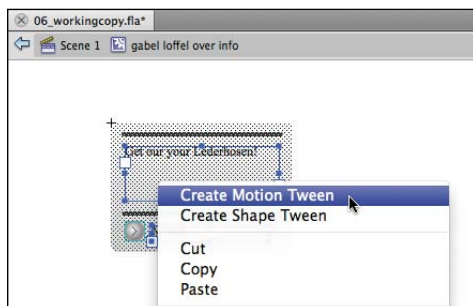 06_workingcopy.fla*
Scene 1 gabel loffel over info
Get our your Lederhosen!
Create Motion Tween
Create Shape Tween
Cut
Copy
Paste